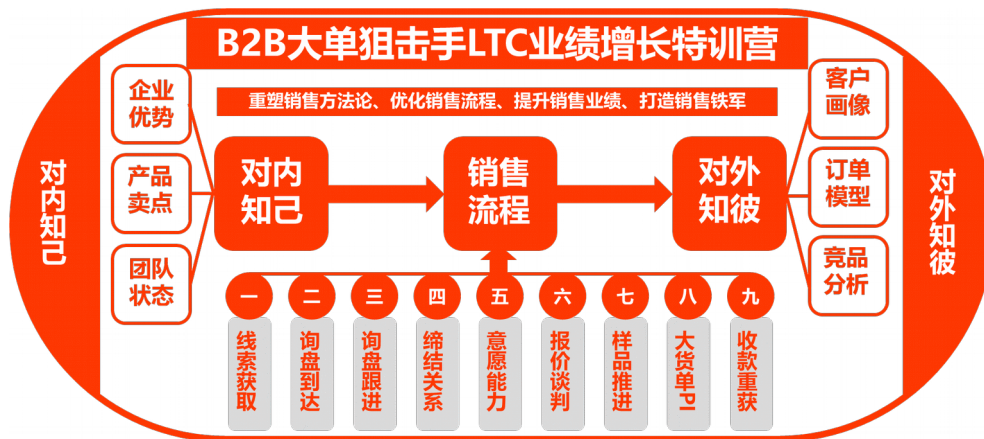 B2B大单狙击手LTC业绩增长特训营
重塑销售方法论、优化销售流程、提升销售业绩、打造销售铁军
对内知己
企业
优势
产品
卖点
团队
状态
对内
知己
销售
流程
对外
知彼
客户
画像
订单
模型
竞品
分析
对外知彼
一
二
三
四
五
六
七
八
九
线索获取
询盘到达
询盘跟进
缔结关系
意愿能力
报价谈判
样品推进
大货单PI
收款重获